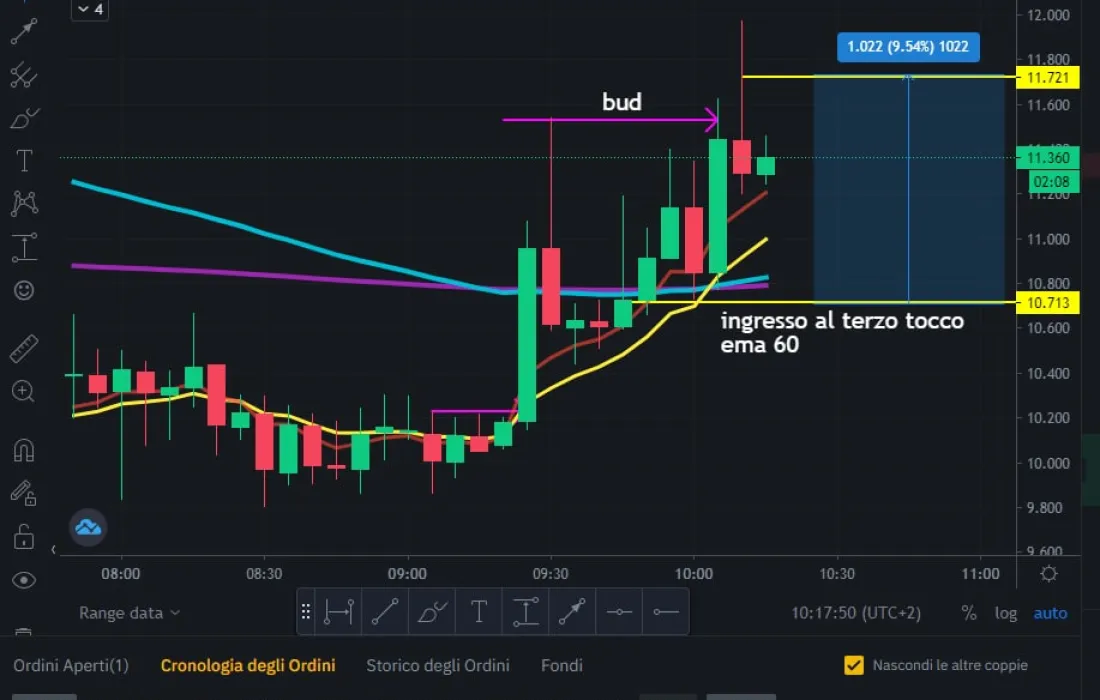 4
12.000
1.022 (9.54%) 1022
11.800
11.721
bud
11.600
11.360
02:08
11.200
11.000
10.800
10.713
ingresso al terzo tocco
ema 60
10.600
10.400
10.200
10.000
9.800
9.600
08:00 08:30 09:00 09:30 10:00 10:30 11:00
Range data 10:17:50 (UTC+2) % log auto
T
T
Ordini Aperti(1) Cronologia degli Ordini Storico degli Ordini Fondi Nascondi le altre coppie